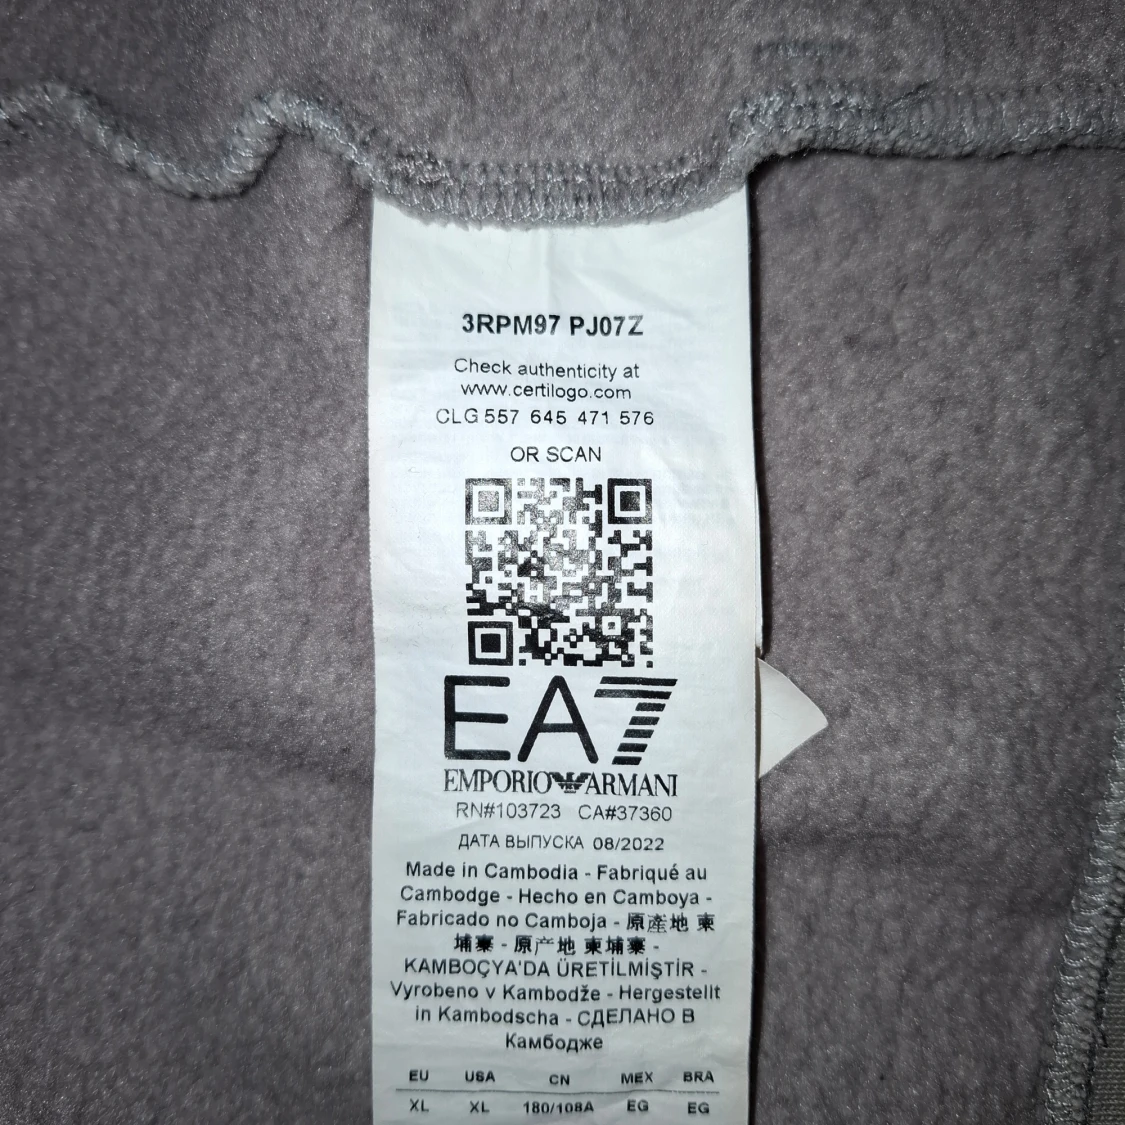 3RPM97 PJ07Z
Check authenticity at
www.certilogo.com
CLG 557 645 471 576
OR SCAN
EA7
EMPORIO ARMANI
RN#103723 CA#37360
ДАТА ВЫПУСКА 08/2022
Made in Cambodia - Fabriqué au
Cambodge - Hecho en Camboya -
Fabricado no Camboja - 原產地 柬
埔寨 - 原产地 柬埔寨 -
KAMBOÇYA'DA ÜRETİLMİŞTİR -
Vyrobeno v Kambodže - Hergestellt
in Kambodscha - СДЕЛАНО В
Камбодже
EU USA CN MEX BRA
XL XL 180/108A EG EG